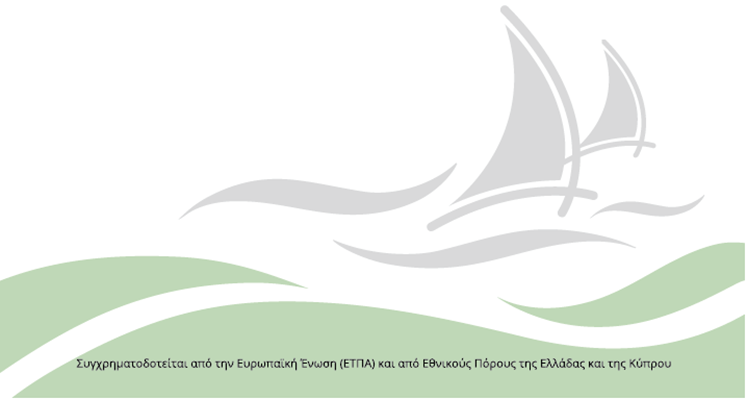 Συγχρηματοδοτείται από την Ευρωπαϊκή Ένωση (ΕΤΠΑ) και από Εθνικούς Πόρους της Ελλάδας και της Κύπρου